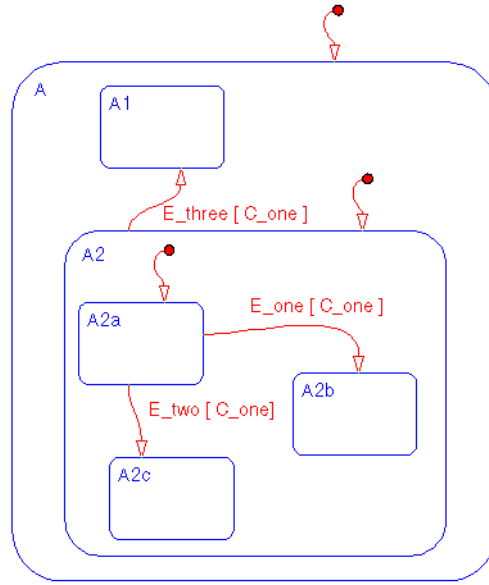 A
A1
E_three [ C_one ]
A2
E_one [ C_one ]
A2a
A2b
E_two [ C_one]
A2c